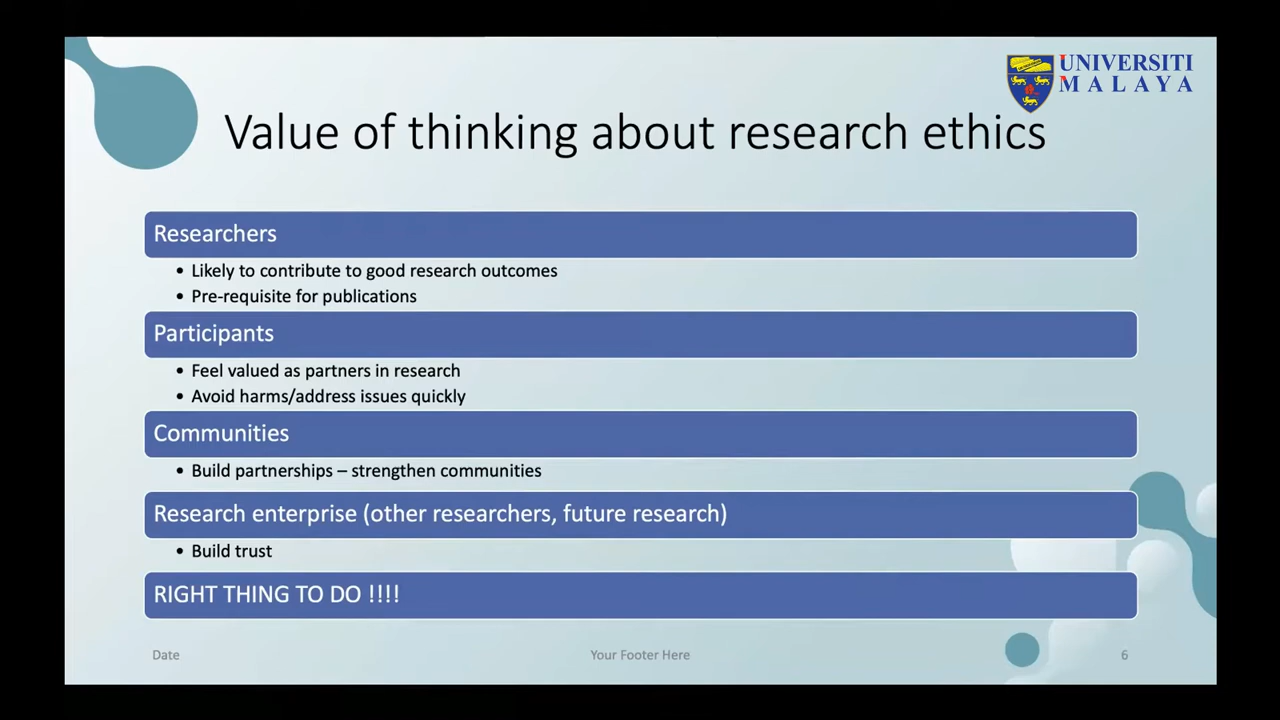 UNIVERSITI
MALAYA
Value of thinking about research ethics
Researchers
• Likely to contribute to good research outcomes
• Pre-requisite for publications
Participants
• Feel valued as partners in research
• Avoid harms/address issues quickly
Communities
• Build partnerships – strengthen communities
Research enterprise (other researchers, future research)
• Build trust
RIGHT THING TO DO !!!!
Date
Your Footer Here
6